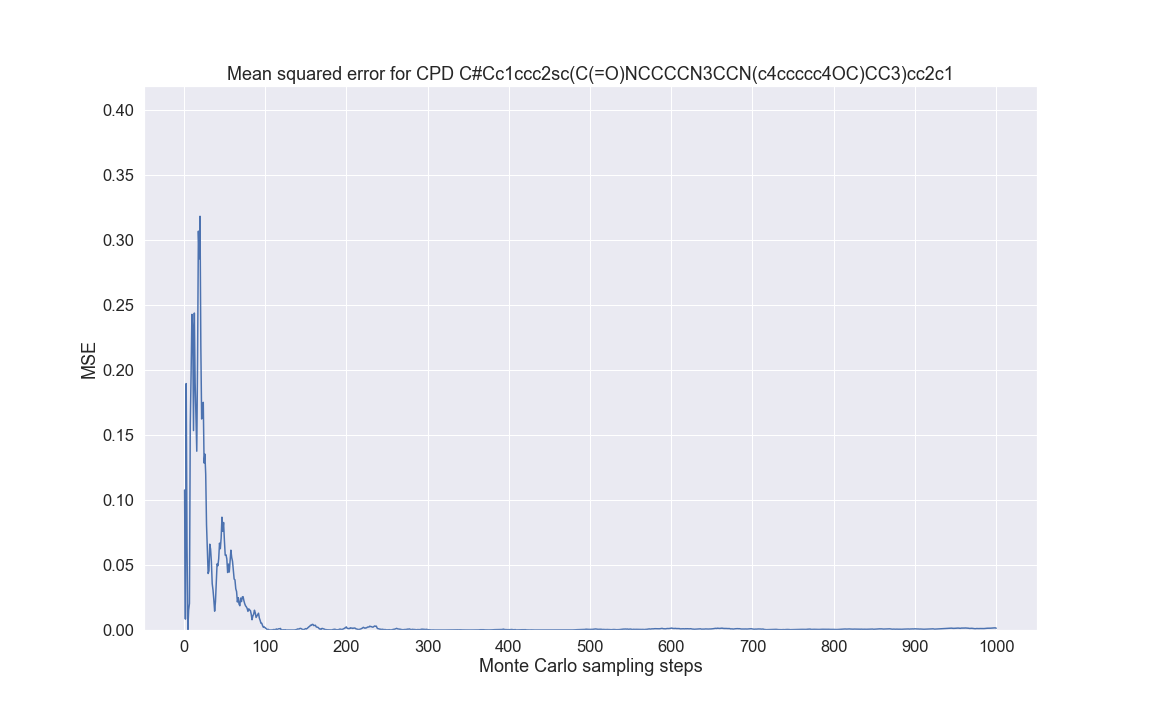 Mean squared error for CPD C#Cc1ccc2sc(C(=O)NCCCCN3CCN(c4ccccc4OC)CC3)cc2c1
0.40
0.35
0.30
0.25
0.20
0.15
0.10
0.05
0.00
MSE
0 100 200 300 400 500 600 700 800 900 1000
Monte Carlo sampling steps